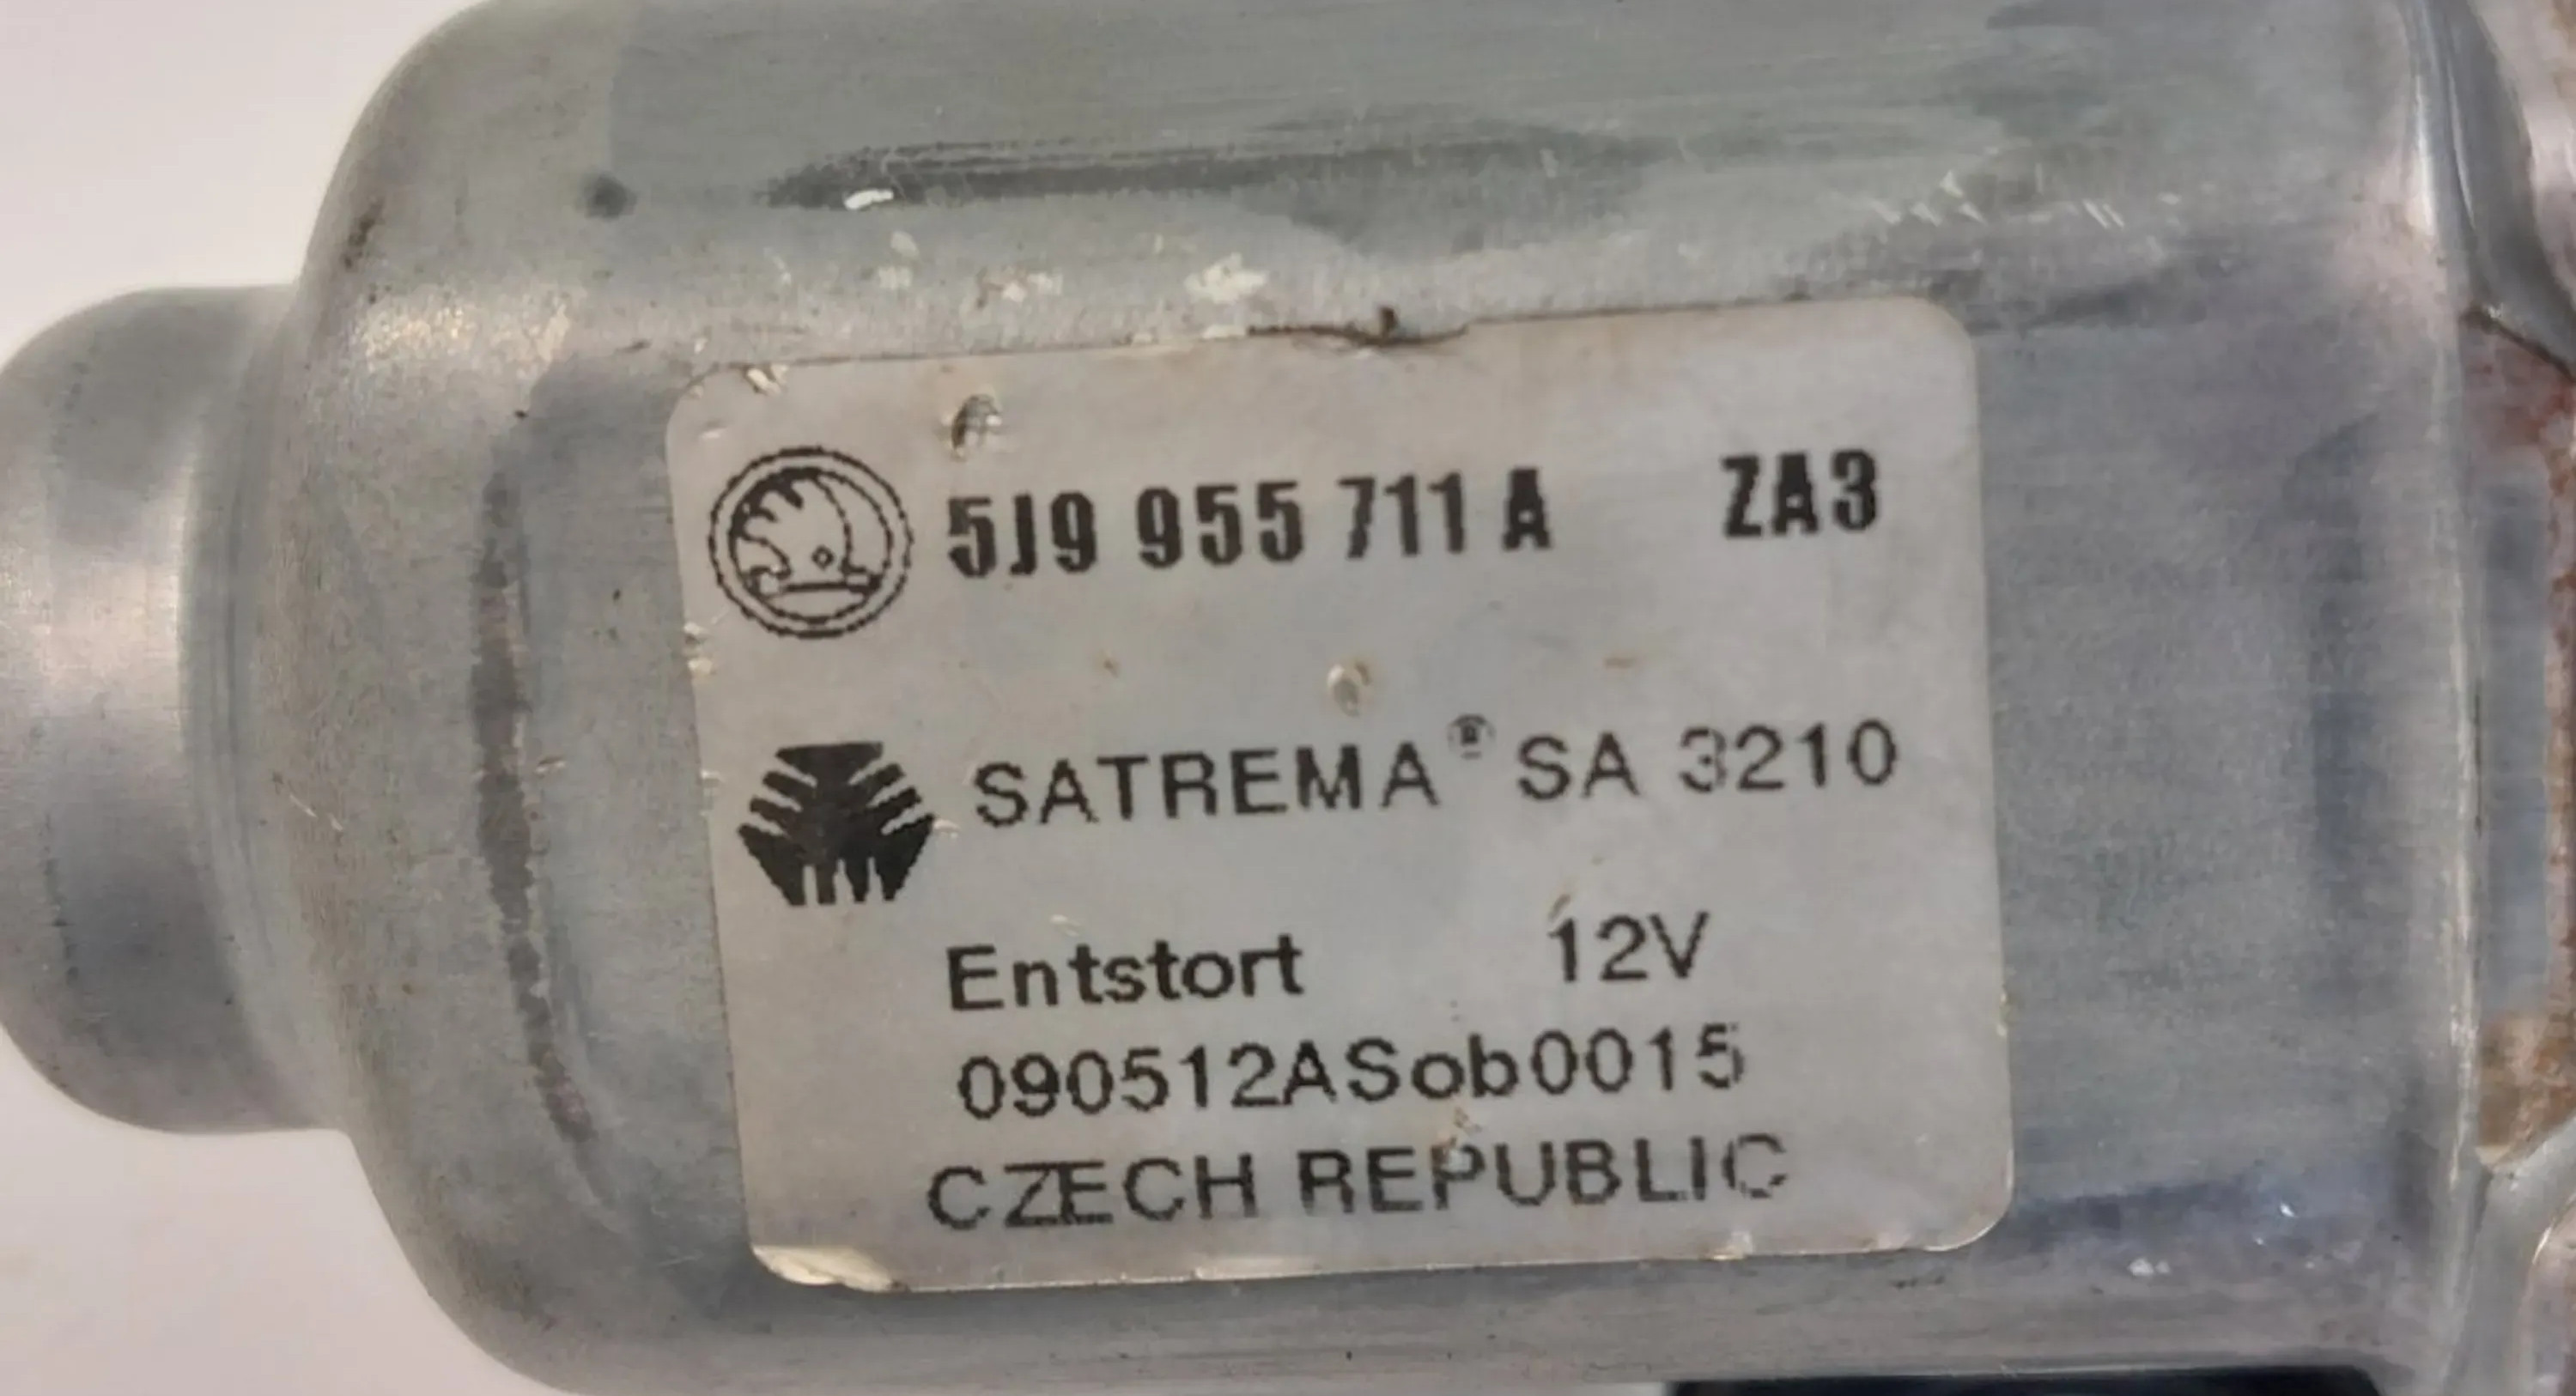 5J9 955 711 A ZA3
SATREMA® SA 3210
Entstort 12V
090512ASob0015
CZECH REPUBLIC